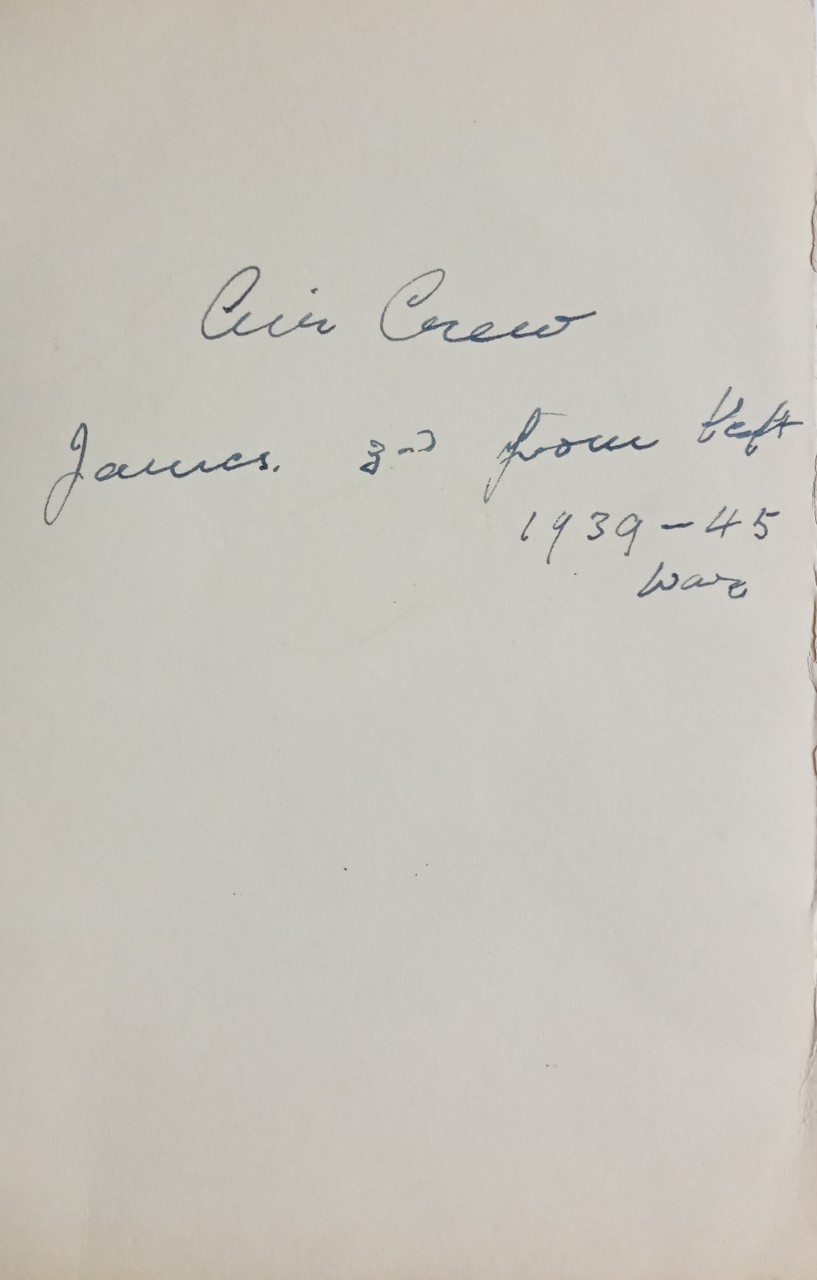 Air Crew
James. 3rd from left
1939-45
War